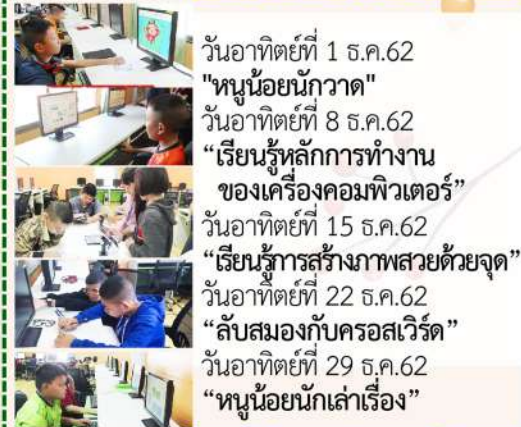 วันอาทิตย์ที่ 1 ธ.ค.62
"หนูน้อยนักวาด"
วันอาทิตย์ที่ 8 ธ.ค.62
“เรียนรู้หลักการทำงาน
ของเครื่องคอมพิวเตอร์”
วันอาทิตย์ที่ 15 ธ.ค.62
“เรียนรู้การสร้างภาพสวยด้วยจุด”
วันอาทิตย์ที่ 22 ธ.ค.62
“ลับสมองกับครอสเวิร์ด”
วันอาทิตย์ที่ 29 ธ.ค.62
“หนูน้อยนักเล่าเรื่อง”